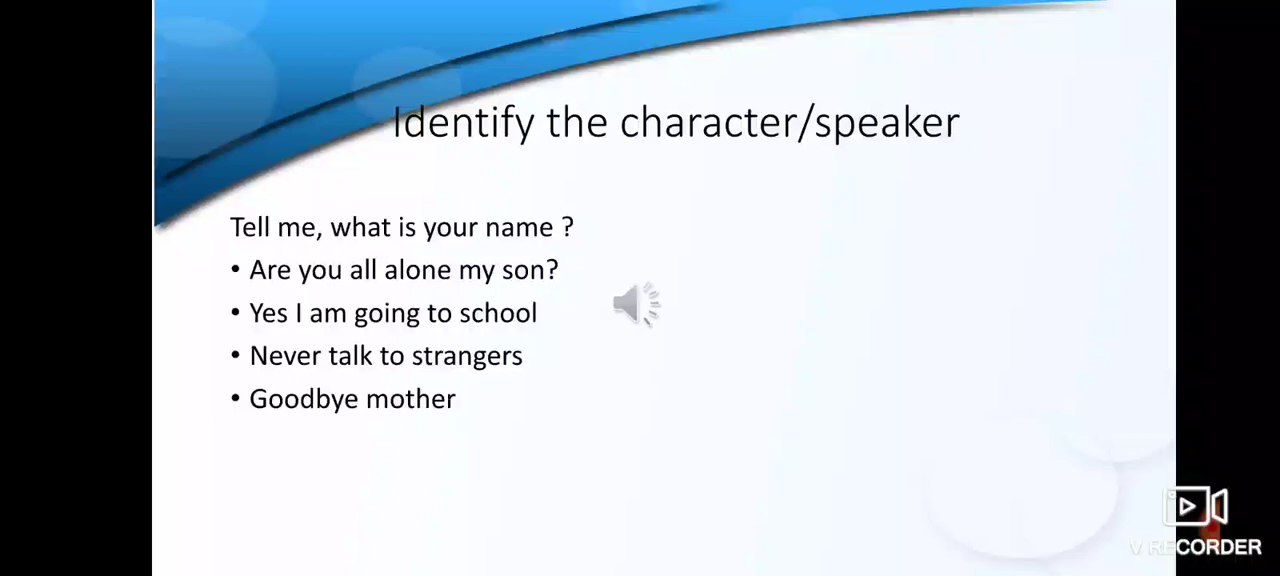 Identify the character/speaker
Tell me, what is your name ?
• Are you all alone my son?
• Yes I am going to school
• Never talk to strangers
• Goodbye mother
V RECORDER